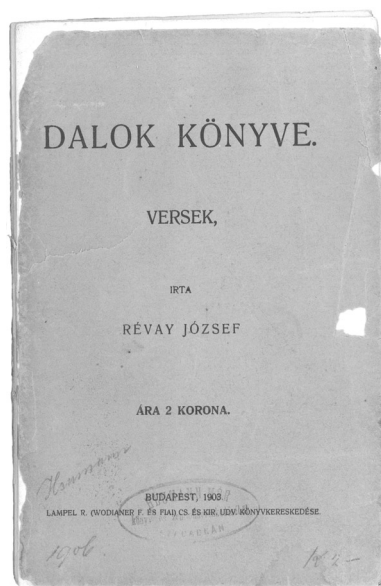 DALOK KÖNYVE.
VERSEK,
IRTA
RÉVAY JÓZSEF
ÁRA 2 KORONA.
BUDAPEST, 1903
LAMPEL R. (WODIANER F. ÉS FIAI) CS. ÉS KIR. UDV. KÖNYVKERESKEDÉSE.
1906
K 2-